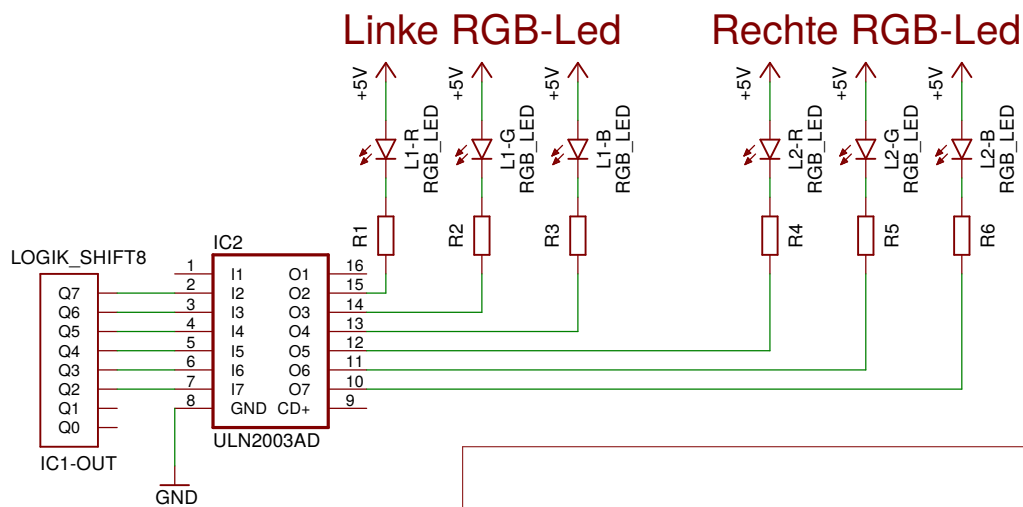 Linke RGB-Led
Rechte RGB-Led
+5V
+5V
+5V
+5V
+5V
+5V
L1-R
RGB_LED
L1-G
RGB_LED
L1-B
RGB_LED
L2-R
RGB_LED
L2-G
RGB_LED
L2-B
RGB_LED
R1
R2
R3
R4
R5
R6
LOGIK_SHIFT8
Q7
Q6
Q5
Q4
Q3
Q2
Q1
Q0
IC1-OUT
IC2
1 I1 O1 16
2 I2 O2 15
3 I3 O3 14
4 I4 O4 13
5 I5 O5 12
6 I6 O6 11
7 I7 O7 10
8 GND CD+ 9
ULN2003AD
GND